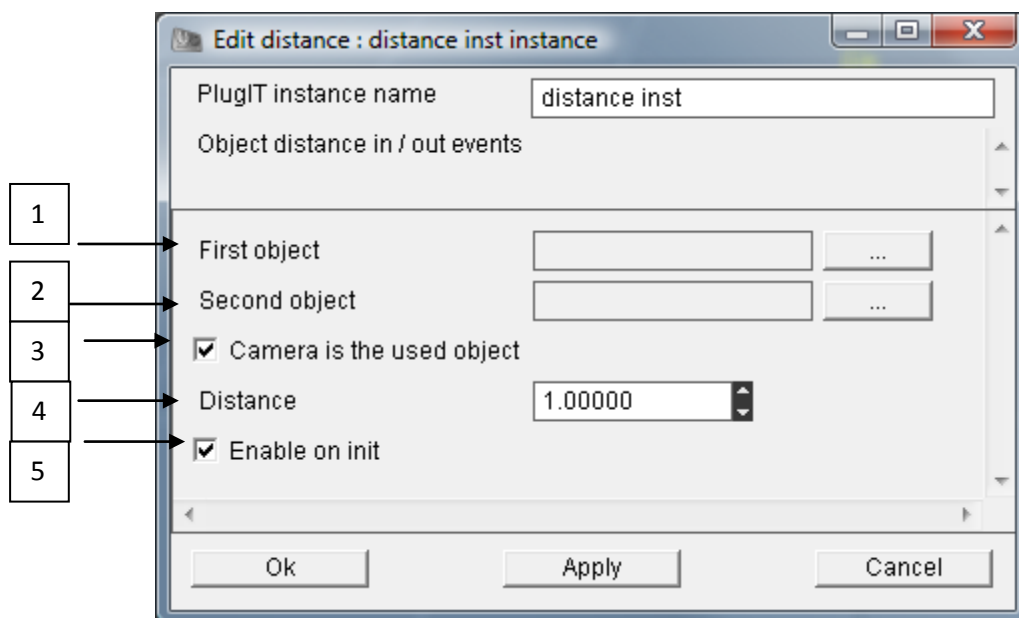 Edit distance : distance inst instance
PlugIT instance name distance inst
Object distance in / out events
1
First object ...
2
Second object ...
3
Camera is the used object
4
Distance 1.00000
5
Enable on init
Ok Apply Cancel